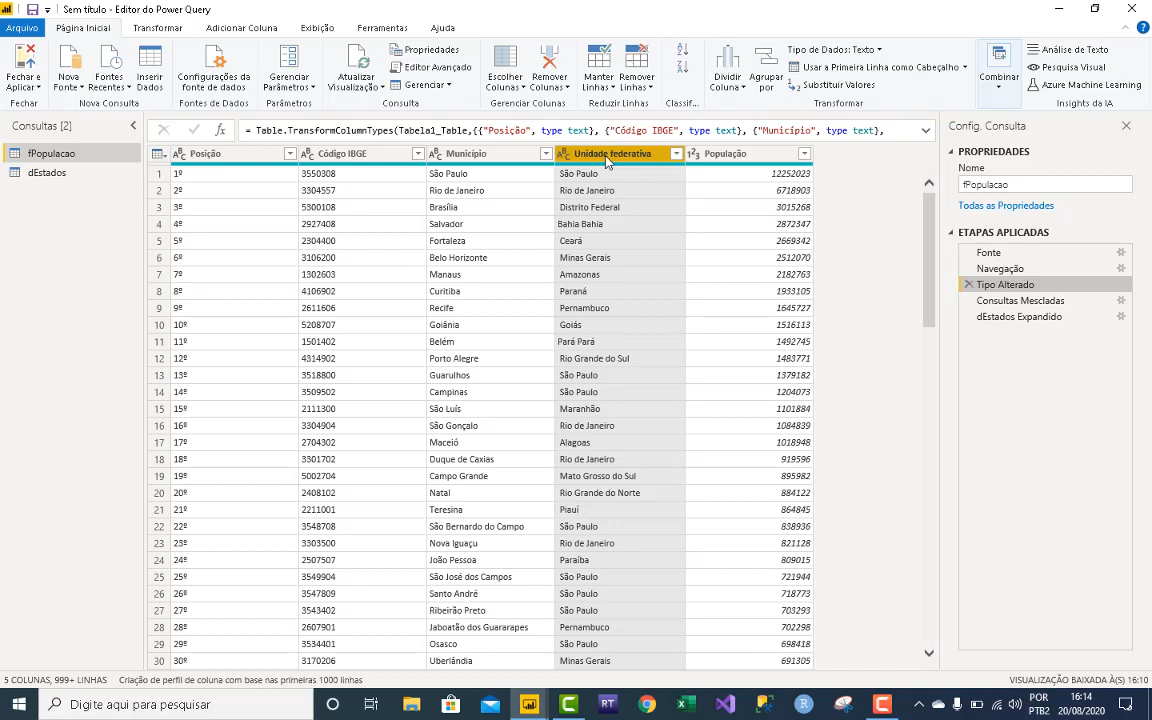 Sem título - Editor do Power Query
Arquivo Página Inicial Transformar Adicionar Coluna Exibição Ferramentas Ajuda
Fechar e Aplicar
Fechar
Nova Fonte
Fontes Recentes
Inserir Dados
Nova Consulta
Configurações da fonte de dados
Fontes de Dados
Gerenciar Parâmetros
Parâmetros
Atualizar Visualização
Propriedades
Editor Avançado
Gerenciar
Consulta
Escolher Colunas
Remover Colunas
Gerenciar Colunas
Manter Linhas
Remover Linhas
Reduzir Linhas
Classif...
Dividir Coluna
Agrupar por
Tipo de Dados: Texto
Usar a Primeira Linha como Cabeçalho
Substituir Valores
Transformar
Combinar
Análise de Texto
Pesquisa Visual
Azure Machine Learning
Insights da IA
Consultas [2]
fPopulacao
dEstados
= Table.TransformColumnTypes(Tabela1_Table,{{"Posição", type text}, {"Código IBGE", type text}, {"Município", type text},
Posição Código IBGE Município Unidade federativa População
1 1º 3550308 São Paulo São Paulo 12252023
2 2º 3304557 Rio de Janeiro Rio de Janeiro 6718903
3 3º 5300108 Brasília Distrito Federal 3015268
4 4º 2927408 Salvador Bahia Bahia 2872347
5 5º 2304400 Fortaleza Ceará 2669342
6 6º 3106200 Belo Horizonte Minas Gerais 2512070
7 7º 1302603 Manaus Amazonas 2182763
8 8º 4106902 Curitiba Paraná 1933105
9 9º 2611606 Recife Pernambuco 1645727
10 10º 5208707 Goiânia Goiás 1516113
11 11º 1501402 Belém Pará Pará 1492745
12 12º 4314902 Porto Alegre Rio Grande do Sul 1483771
13 13º 3518800 Guarulhos São Paulo 1379182
14 14º 3509502 Campinas São Paulo 1204073
15 15º 2111300 São Luís Maranhão 1101884
16 16º 3304904 São Gonçalo Rio de Janeiro 1084839
17 17º 2704302 Maceió Alagoas 1018948
18 18º 3301702 Duque de Caxias Rio de Janeiro 919596
19 19º 5002704 Campo Grande Mato Grosso do Sul 895982
20 20º 2408102 Natal Rio Grande do Norte 884122
21 21º 2211001 Teresina Piauí 864845
22 22º 3548708 São Bernardo do Campo São Paulo 838936
23 23º 3303500 Nova Iguaçu Rio de Janeiro 821128
24 24º 2507507 João Pessoa Paraíba 809015
25 25º 3549904 São José dos Campos São Paulo 721944
26 26º 3547809 Santo André São Paulo 718773
27 27º 3543402 Ribeirão Preto São Paulo 703293
28 28º 2607901 Jaboatão dos Guararapes Pernambuco 702298
29 29º 3534401 Osasco São Paulo 698418
30 30º 3170206 Uberlândia Minas Gerais 691305
Config. Consulta
PROPRIEDADES
Nome
fPopulacao
Todas as Propriedades
ETAPAS APLICADAS
Fonte
Navegação
Tipo Alterado
Consultas Mescladas
dEstados Expandido
5 COLUNAS, 999+ LINHAS Criação de perfil de coluna com base nas primeiras 1000 linhas
VISUALIZAÇÃO BAIXADA À(S) 16:10
Digite aqui para pesquisar
RT
R
POR
PTB2
16:14
20/08/2020